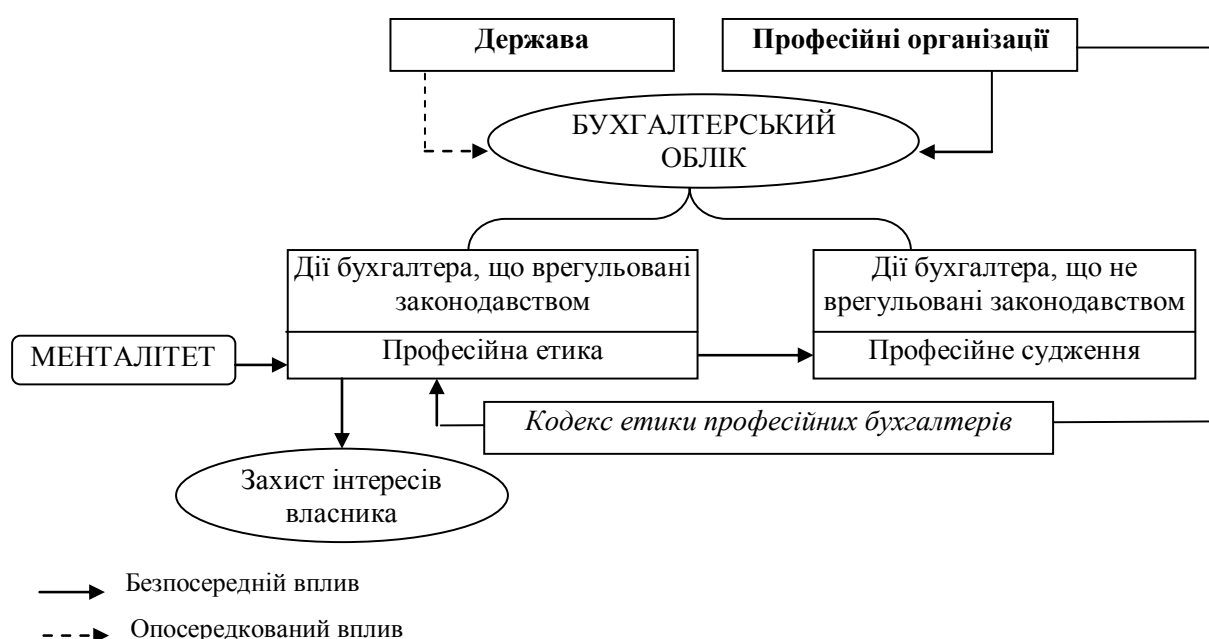 Держава
Професійні організації
БУХГАЛТЕРСЬКИЙ
ОБЛІК
Дії бухгалтера, що врегульовані
законодавством
Дії бухгалтера, що не
врегульовані законодавством
МЕНТАЛІТЕТ
Професійна етика
Професійне судження
Кодекс етики професійних бухгалтерів
Захист інтересів
власника
Безпосередній вплив
Опосередкований вплив